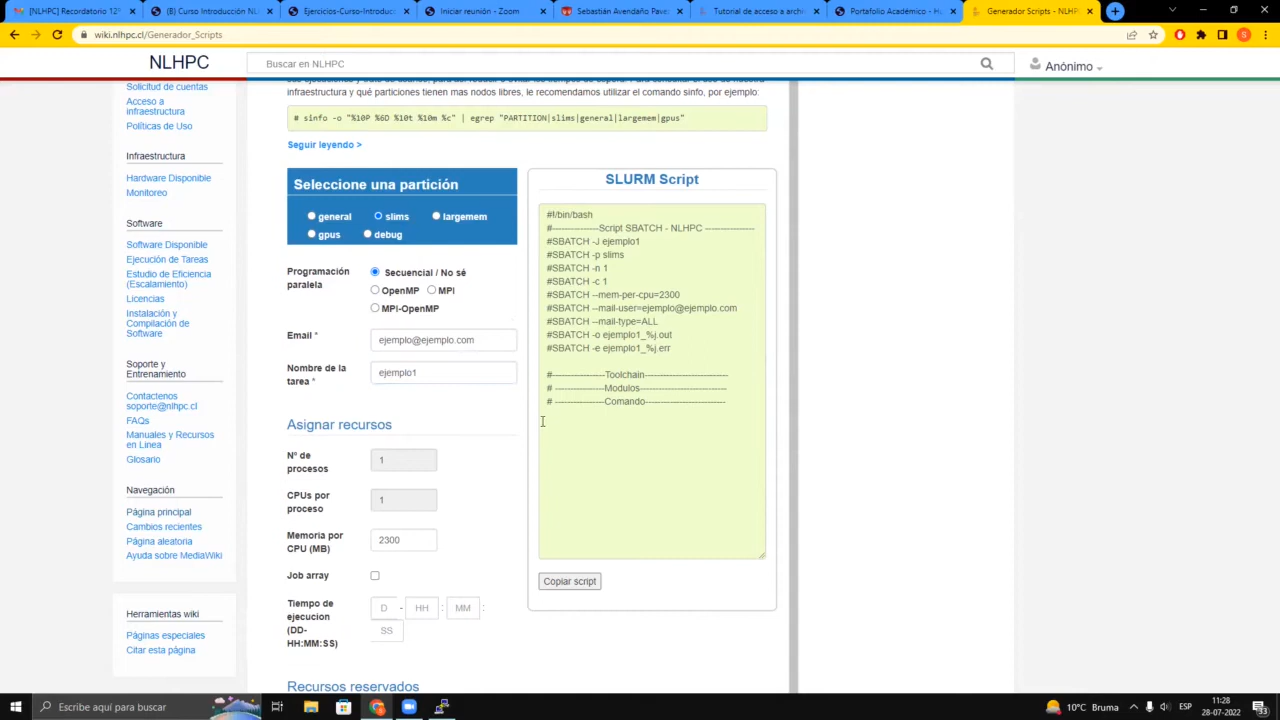 [NLHPC] Recordatorio 12°
(8) Curso Introducción NL
Ejercicios-Curso-Introduc
Iniciar reunión - Zoom
Sebastián Avendaño Pave
Tutorial de acceso a archi
Portafolio Académico - H
Generador Scripts - NLHP
wiki.nlhpc.cl/Generador_Scripts
S
NLHPC
Buscar en NLHPC
Anónimo
Solicitud de cuentas
Acceso a
infraestructura
Políticas de Uso
Infraestructura
Hardware Disponible
Monitoreo
Software
Software Disponible
Ejecución de Tareas
Estudio de Eficiencia
(Escalamiento)
Licencias
Instalación y
Compilación de
Software
Soporte y
Entrenamiento
Contactenos
soporte@nlhpc.cl
FAQs
Manuales y Recursos
en Linea
Glosario
Navegación
Página principal
Cambios recientes
Página aleatoria
Ayuda sobre MediaWiki
Herramientas wiki
Páginas especiales
Citar esta página
infraestructura y qué particiones tienen mas nodos libres, le recomendamos utilizar el comando sinfo, por ejemplo:
# sinfo -o "%10P %6D %10t %10m %c" | egrep "PARTITION|slims|general|largemem|gpus"
Seguir leyendo >
Seleccione una partición
general slims largemem
gpus debug
Programación
paralela
Secuencial / No sé
OpenMP MPI
MPI-OpenMP
Email *
ejemplo@ejemplo.com
Nombre de la
tarea *
ejemplo1
Asignar recursos
Nº de
procesos
1
CPUs por
proceso
1
Memoria por
CPU (MB)
2300
Job array
Tiempo de
ejecucion
(DD-
HH:MM:SS)
D - HH : MM :
SS
Recursos reservados
SLURM Script
#!/bin/bash
#---------------Script SBATCH - NLHPC ----------------
#SBATCH -J ejemplo1
#SBATCH -p slims
#SBATCH -n 1
#SBATCH -c 1
#SBATCH --mem-per-cpu=2300
#SBATCH --mail-user=ejemplo@ejemplo.com
#SBATCH --mail-type=ALL
#SBATCH -o ejemplo1_%j.out
#SBATCH -e ejemplo1_%j.err
#-----------------Toolchain---------------------------
# ----------------Modulos----------------------------
# ----------------Comando--------------------------
Copiar script
Escribe aquí para buscar
10°C Bruma
ESP
11:28
28-07-2022
33